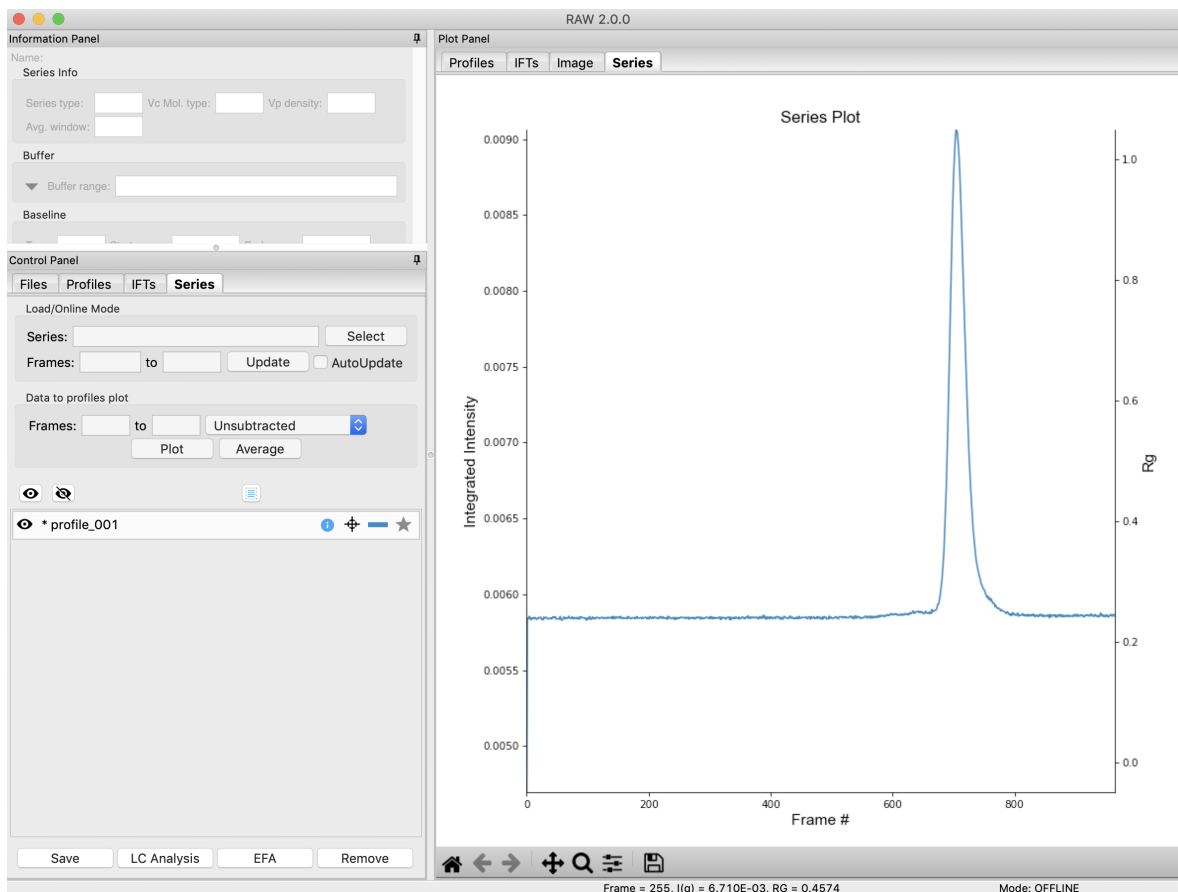 RAW 2.0.0
Information Panel
Name:
Series Info
Series type: Vc Mol. type: Vp density:
Avg. window:
Buffer
Buffer range:
Baseline
Control Panel
Files Profiles IFTs Series
Load/Online Mode
Series: Select
Frames: to Update AutoUpdate
Data to profiles plot
Frames: to Unsubtracted
Plot Average
* profile_001
Save LC Analysis EFA Remove
Plot Panel
Profiles IFTs Image Series
Series Plot
0.0090
0.0085
0.0080
0.0075
0.0070
0.0065
0.0060
0.0055
0.0050
Integrated Intensity
1.0
0.8
0.6
0.4
0.2
0.0
Rg
0 200 400 600 800
Frame #
Frame = 255, I(q) = 6.710E-03, RG = 0.4574 Mode: OFFLINE